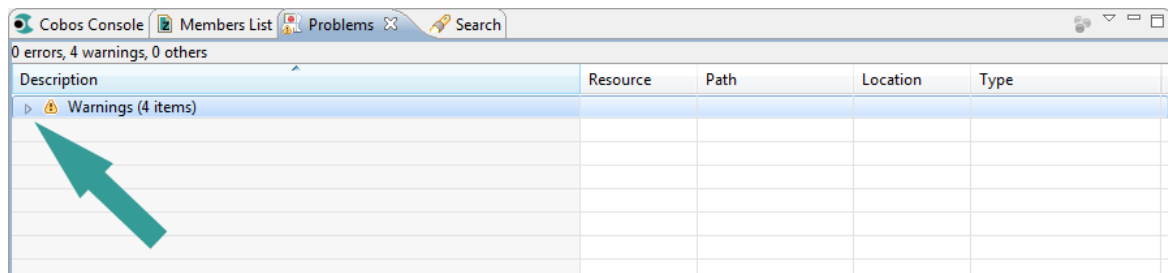 Cobos Console Members List Problems Search
0 errors, 4 warnings, 0 others
Description Resource Path Location Type
Warnings (4 items)